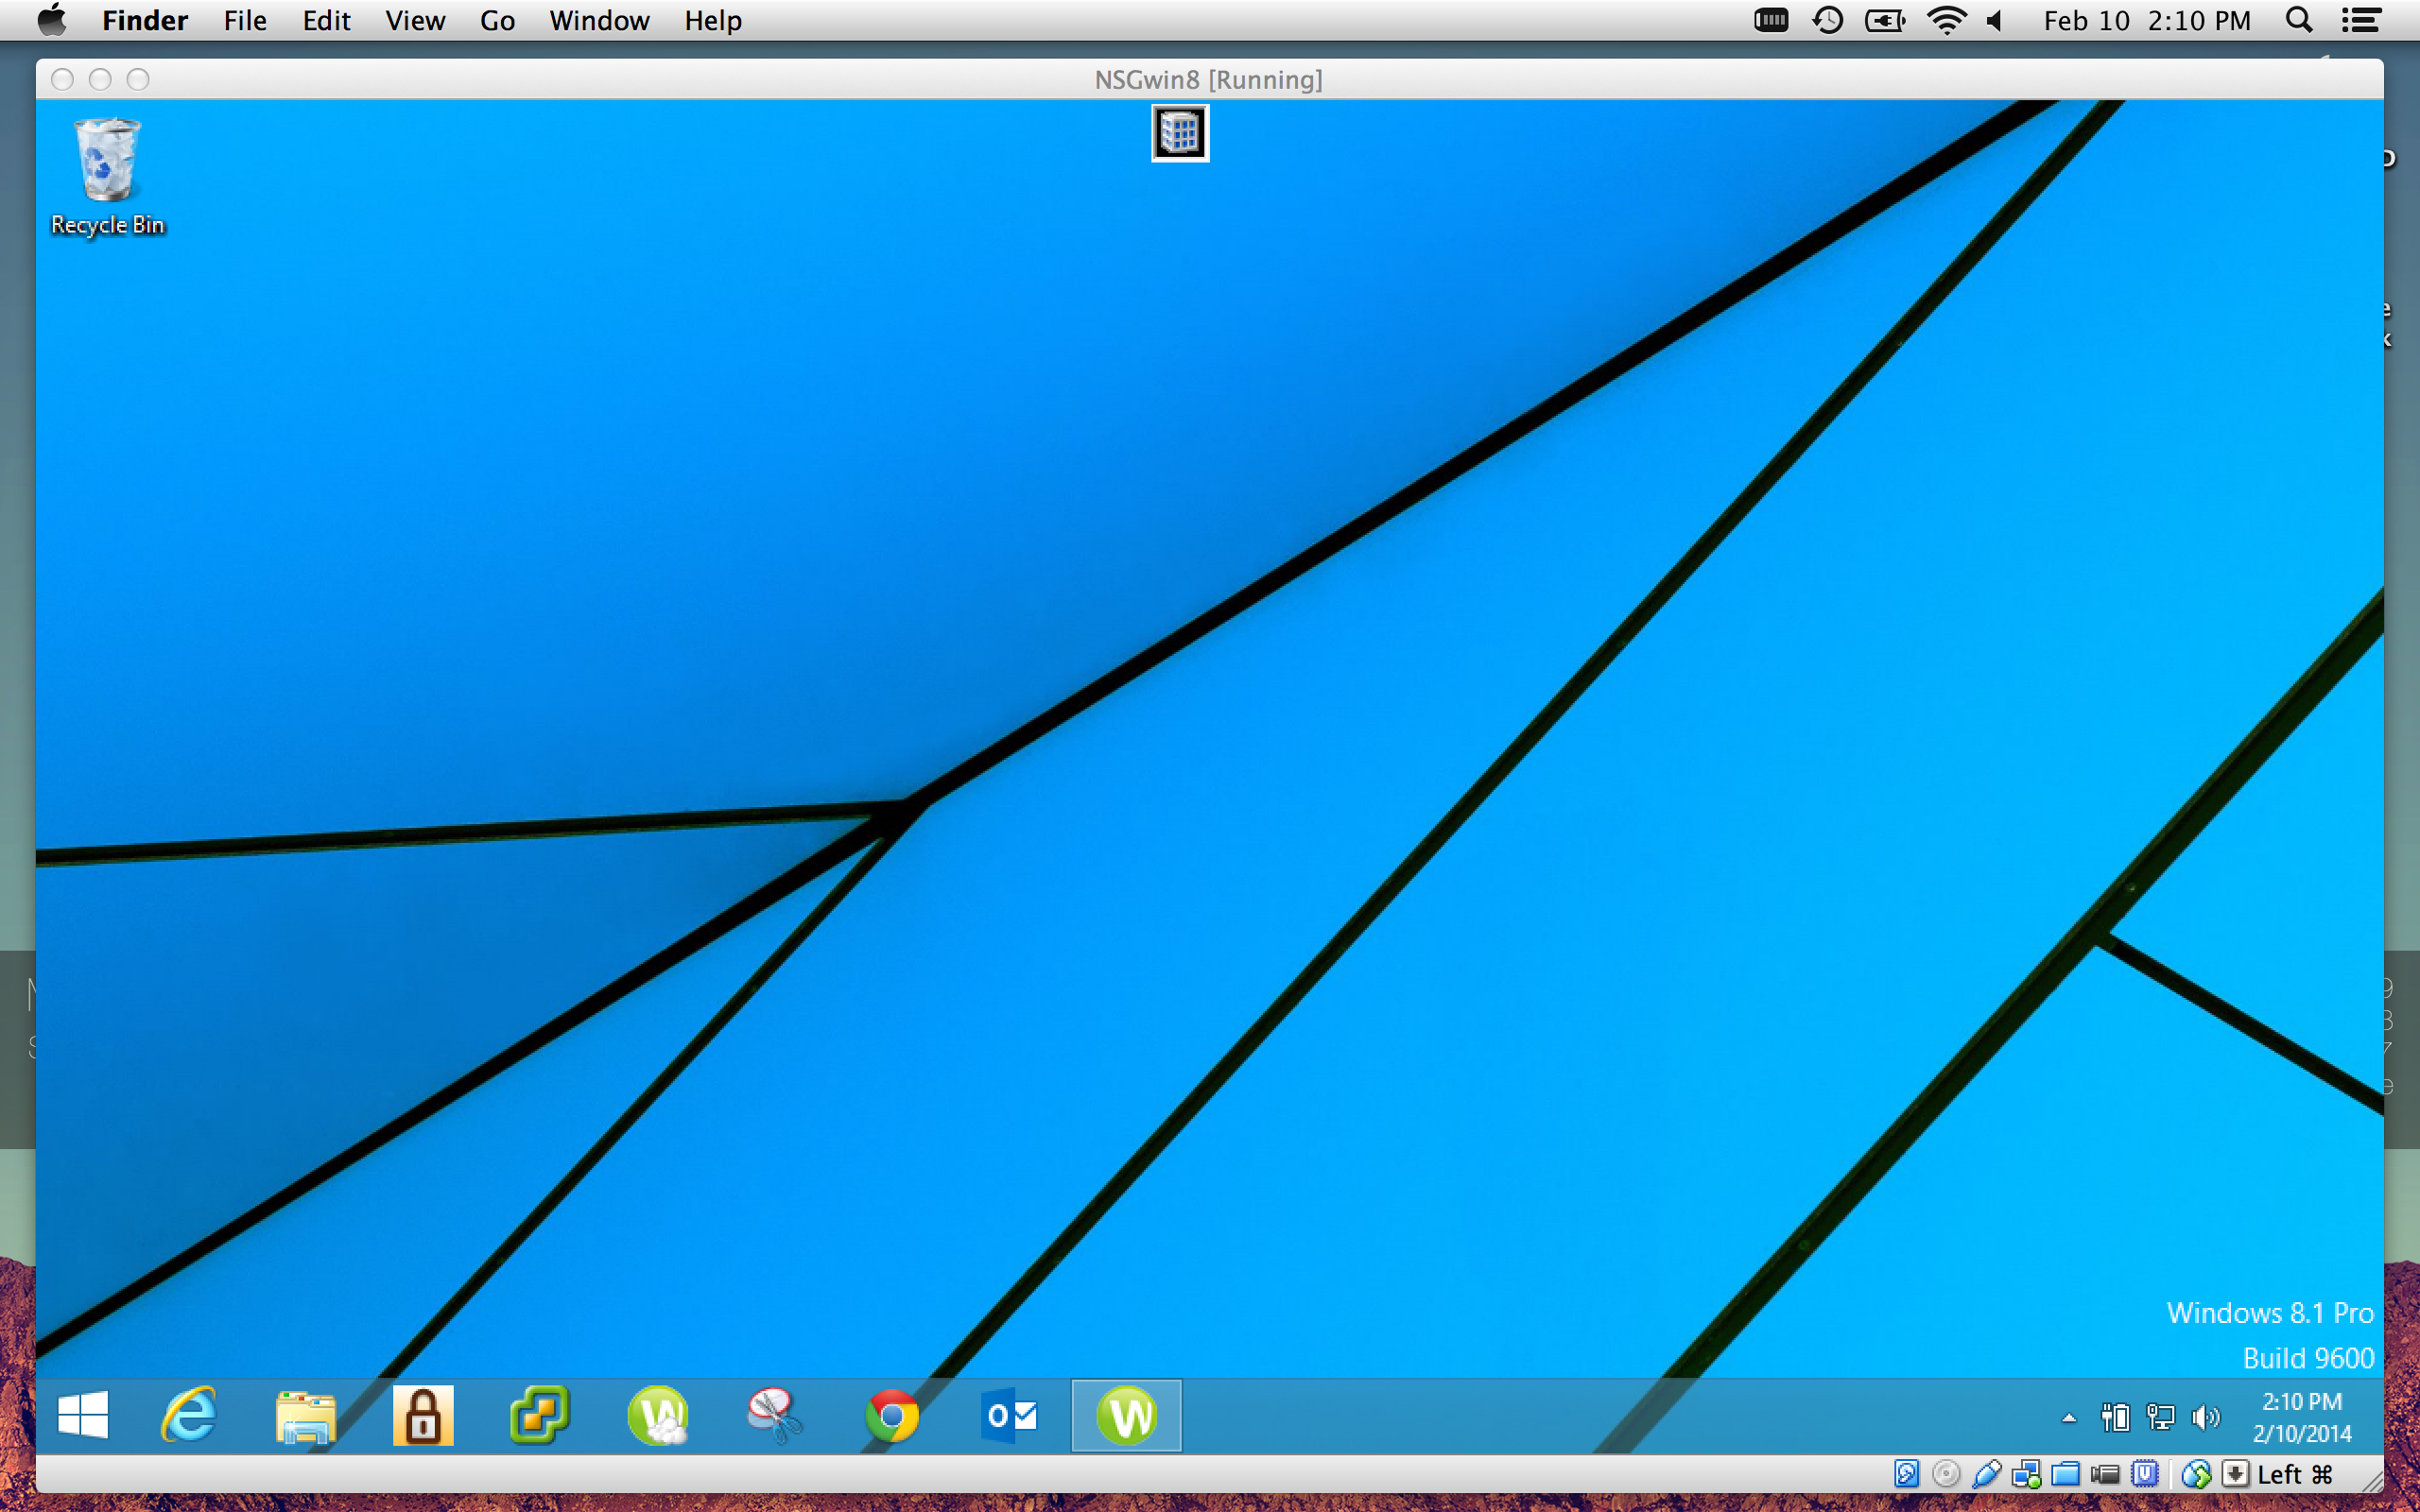 Finder File Edit View Go Window Help Feb 10 2:10 PM
NSGwin8 [Running]
Recycle Bin
Windows 8.1 Pro
Build 9600
2:10 PM
2/10/2014
Left ⌘